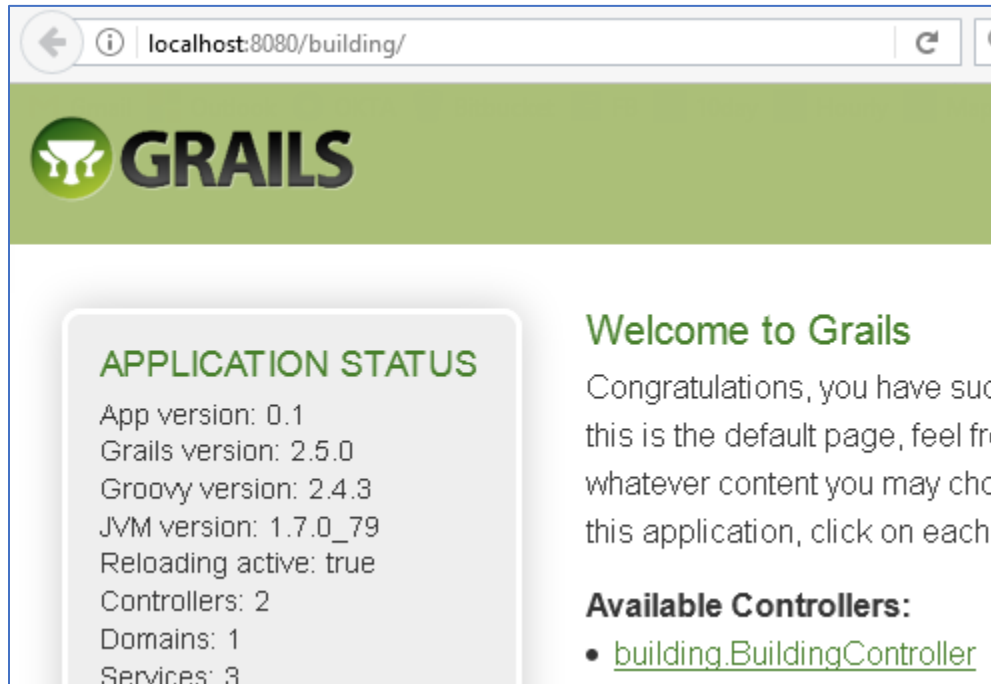 localhost:8080/building/
GRAILS
APPLICATION STATUS
App version: 0.1
Grails version: 2.5.0
Groovy version: 2.4.3
JVM version: 1.7.0_79
Reloading active: true
Controllers: 2
Domains: 1
Services: 3
Welcome to Grails
Congratulations, you have suc
this is the default page, feel fre
whatever content you may cho
this application, click on each
Available Controllers:
• building.BuildingController